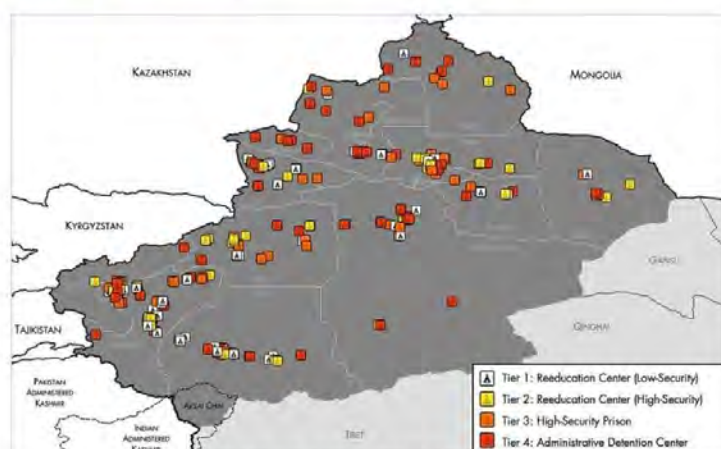 KAZAKHSTAN
MONGOLIA
KYRGYZSTAN
GANSU
TAJIKISTAN
QINGHAI
PAKISTAN
ADMINISTERED
KASHMIR
AKSAI CHIN
INDIAN
ADMINISTERED
KASHMIR
TIBET
Tier 1: Reeducation Center (Low-Security)
Tier 2: Reeducation Center (High-Security)
Tier 3: High-Security Prison
Tier 4: Administrative Detention Center